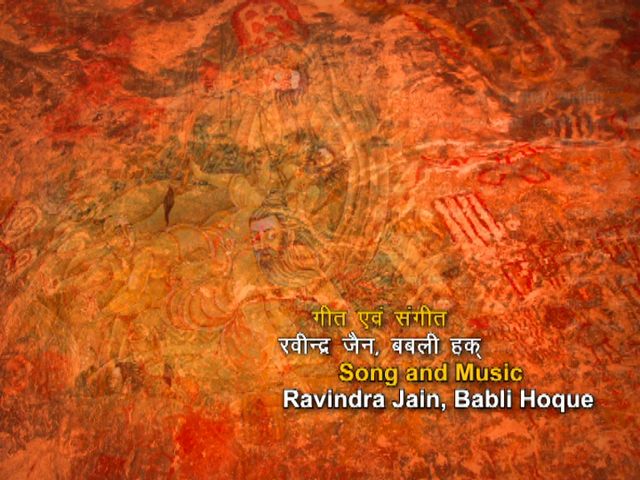 गीत एवं संगीत
रवीन्द्र जैन, बबली हक्
Song and Music
Ravindra Jain, Babli Hoque